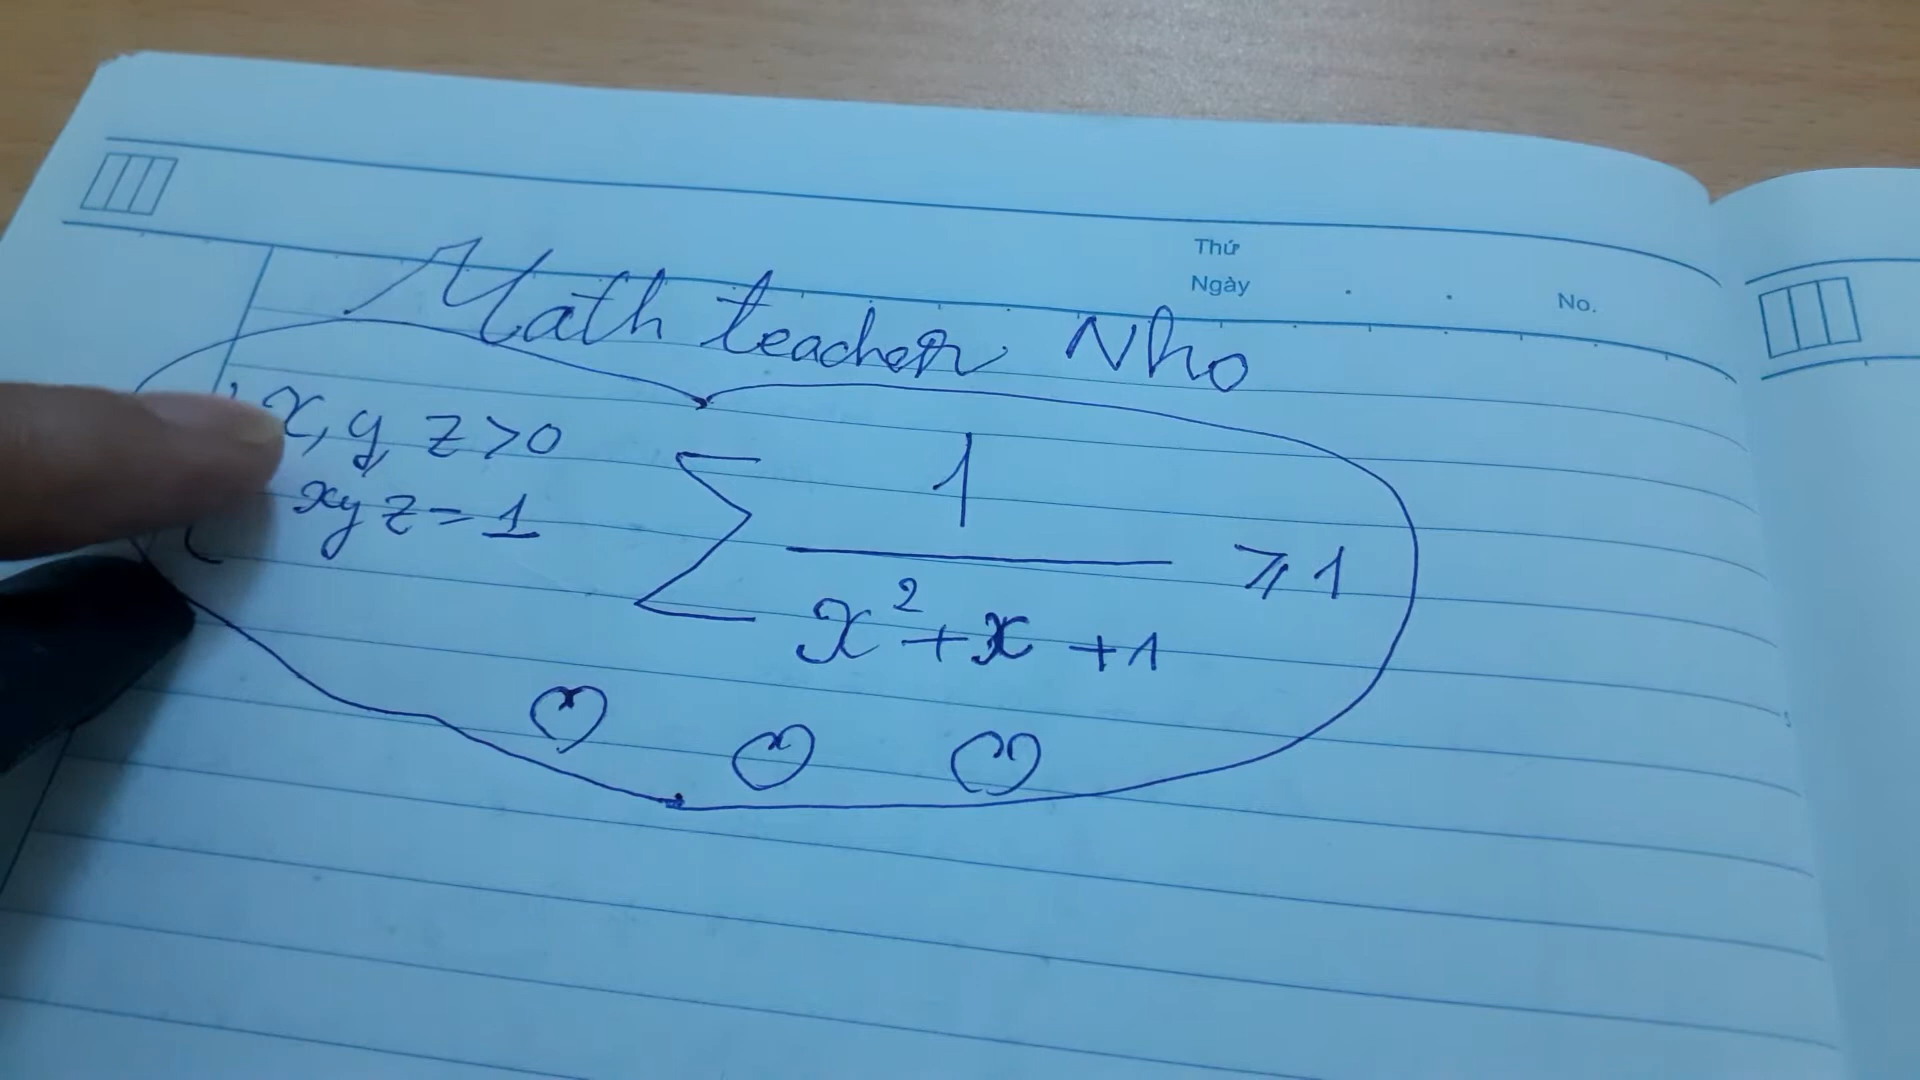 Thứ
Ngày
No.
Math teacher Nho
x, y, z > 0
xyz = 1
∑ 1 / (x² + x + 1) ⩾ 1